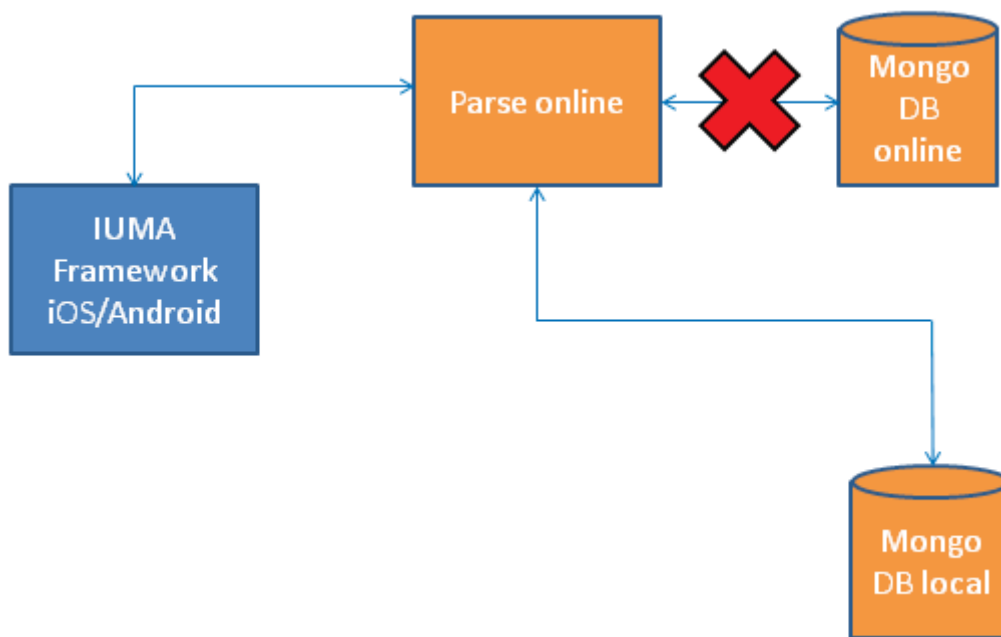 Parse online
Mongo
DB
online
IUMA
Framework
iOS/Android
Mongo
DB local